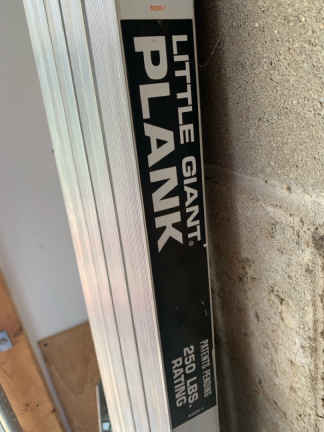 LITTLE GIANT®
PLANK
PATENTS PENDING
250 LBS.
RATING